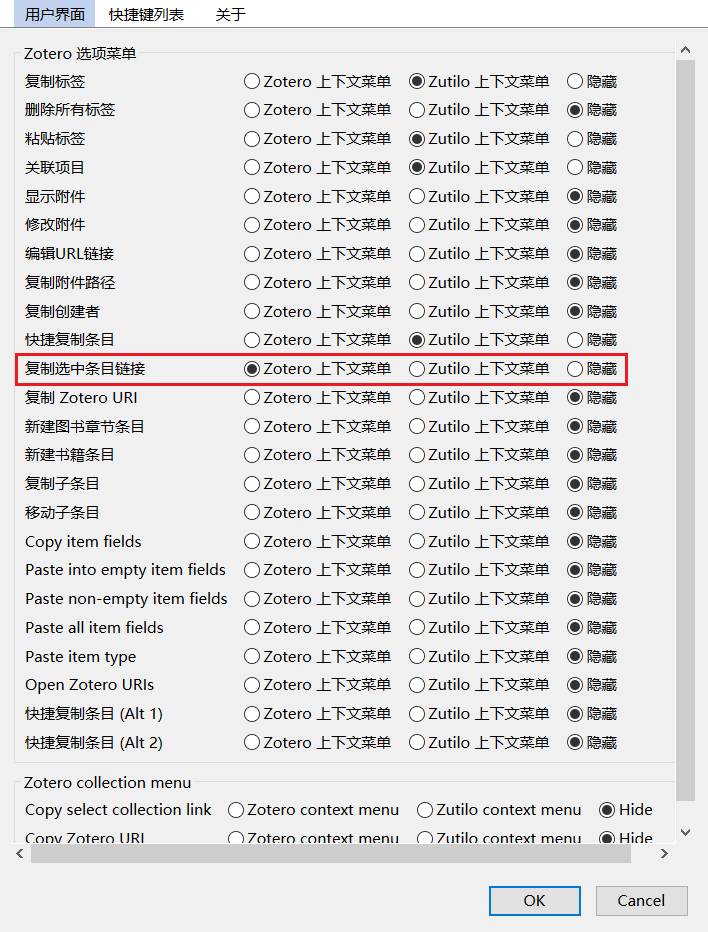 用户界面 快捷键列表 关于
Zotero 选项菜单
复制标签 Zotero 上下文菜单 Zutilo 上下文菜单 隐藏
删除所有标签 Zotero 上下文菜单 Zutilo 上下文菜单 隐藏
粘贴标签 Zotero 上下文菜单 Zutilo 上下文菜单 隐藏
关联项目 Zotero 上下文菜单 Zutilo 上下文菜单 隐藏
显示附件 Zotero 上下文菜单 Zutilo 上下文菜单 隐藏
修改附件 Zotero 上下文菜单 Zutilo 上下文菜单 隐藏
编辑URL链接 Zotero 上下文菜单 Zutilo 上下文菜单 隐藏
复制附件路径 Zotero 上下文菜单 Zutilo 上下文菜单 隐藏
复制创建者 Zotero 上下文菜单 Zutilo 上下文菜单 隐藏
快捷复制条目 Zotero 上下文菜单 Zutilo 上下文菜单 隐藏
复制选中条目链接 Zotero 上下文菜单 Zutilo 上下文菜单 隐藏
复制 Zotero URI Zotero 上下文菜单 Zutilo 上下文菜单 隐藏
新建图书章节条目 Zotero 上下文菜单 Zutilo 上下文菜单 隐藏
新建书籍条目 Zotero 上下文菜单 Zutilo 上下文菜单 隐藏
复制子条目 Zotero 上下文菜单 Zutilo 上下文菜单 隐藏
移动子条目 Zotero 上下文菜单 Zutilo 上下文菜单 隐藏
Copy item fields Zotero 上下文菜单 Zutilo 上下文菜单 隐藏
Paste into empty item fields Zotero 上下文菜单 Zutilo 上下文菜单 隐藏
Paste non-empty item fields Zotero 上下文菜单 Zutilo 上下文菜单 隐藏
Paste all item fields Zotero 上下文菜单 Zutilo 上下文菜单 隐藏
Paste item type Zotero 上下文菜单 Zutilo 上下文菜单 隐藏
Open Zotero URIs Zotero 上下文菜单 Zutilo 上下文菜单 隐藏
快捷复制条目 (Alt 1) Zotero 上下文菜单 Zutilo 上下文菜单 隐藏
快捷复制条目 (Alt 2) Zotero 上下文菜单 Zutilo 上下文菜单 隐藏
Zotero collection menu
Copy select collection link Zotero context menu Zutilo context menu Hide
Copy Zotero URI Zotero context menu Zutilo context menu Hide
OK Cancel